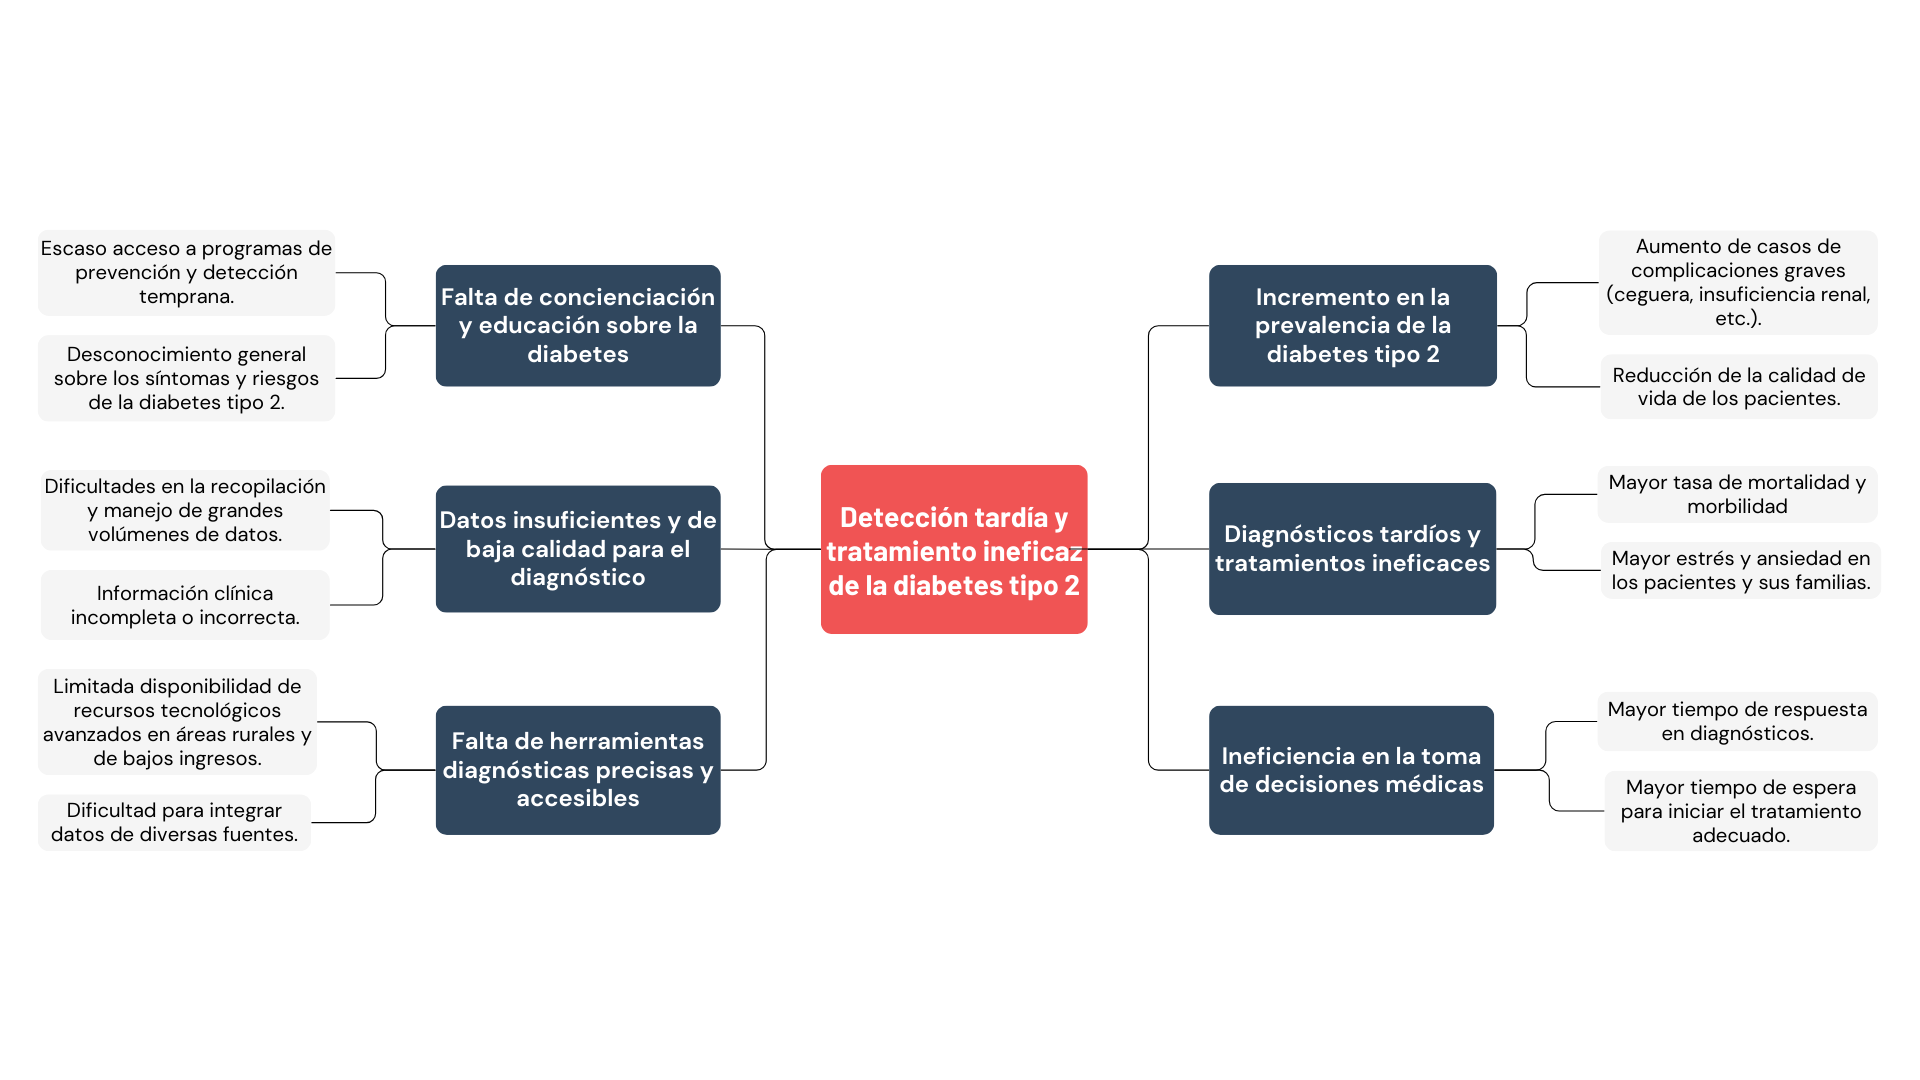 Escaso acceso a programas de
prevención y detección
temprana.
Desconocimiento general
sobre los síntomas y riesgos
de la diabetes tipo 2.
Falta de concienciación
y educación sobre la
diabetes
Dificultades en la recopilación
y manejo de grandes
volúmenes de datos.
Información clínica
incompleta o incorrecta.
Datos insuficientes y de
baja calidad para el
diagnóstico
Limitada disponibilidad de
recursos tecnológicos
avanzados en áreas rurales y
de bajos ingresos.
Dificultad para integrar
datos de diversas fuentes.
Falta de herramientas
diagnósticas precisas y
accesibles
Detección tardía y
tratamiento ineficaz
de la diabetes tipo 2
Incremento en la
prevalencia de la
diabetes tipo 2
Aumento de casos de
complicaciones graves
(ceguera, insuficiencia renal,
etc.).
Reducción de la calidad de
vida de los pacientes.
Diagnósticos tardíos y
tratamientos ineficaces
Mayor tasa de mortalidad y
morbilidad
Mayor estrés y ansiedad en
los pacientes y sus familias.
Ineficiencia en la toma
de decisiones médicas
Mayor tiempo de respuesta
en diagnósticos.
Mayor tiempo de espera
para iniciar el tratamiento
adecuado.